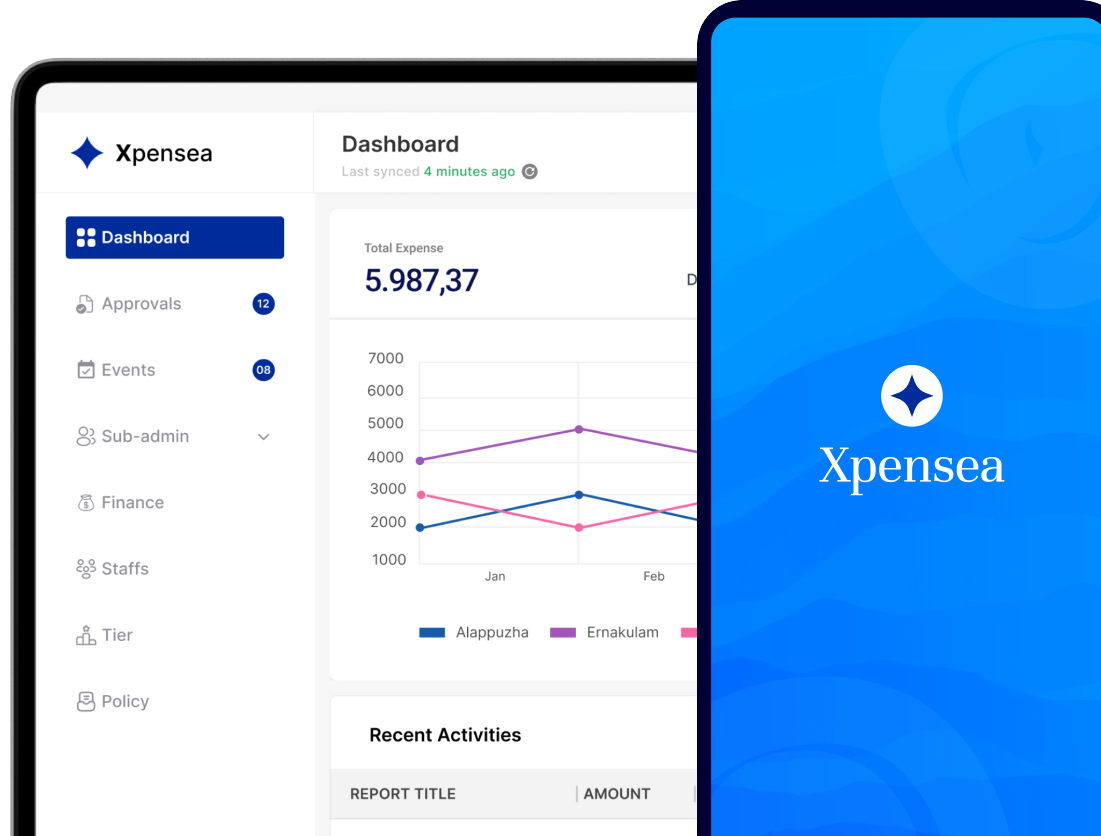 Xpensea
Dashboard
Last synced 4 minutes ago
Dashboard
Approvals 12
Events 08
Sub-admin
Finance
Staffs
Tier
Policy
Total Expense
5.987,37
D
7000
6000
5000
4000
3000
2000
1000
Jan Feb
Alappuzha Ernakulam
Recent Activities
REPORT TITLE AMOUNT
Xpensea